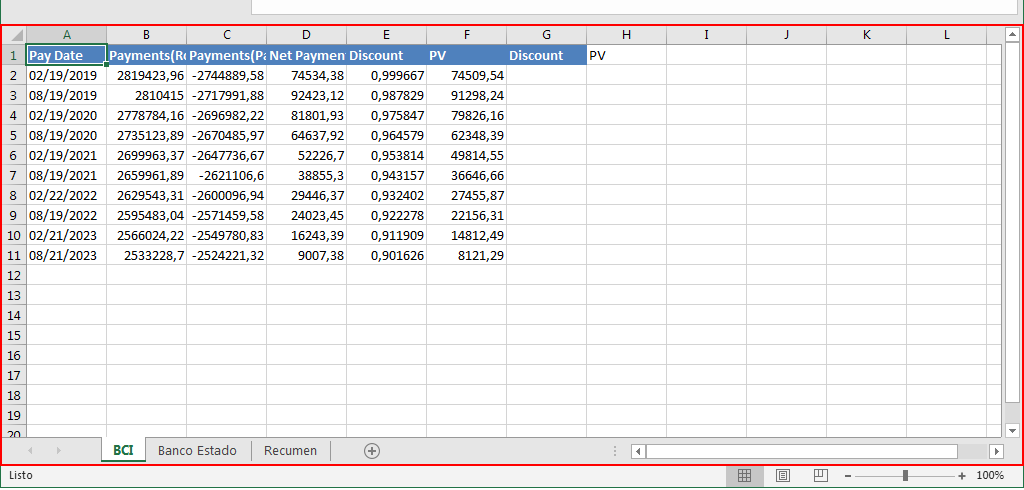 A B C D E F G H I J K L
1 Pay Date Payments(Re Payments(Pa Net Paymen Discount PV Discount PV
2 02/19/2019 2819423,96 -2744889,58 74534,38 0,999667 74509,54
3 08/19/2019 2810415 -2717991,88 92423,12 0,987829 91298,24
4 02/19/2020 2778784,16 -2696982,22 81801,93 0,975847 79826,16
5 08/19/2020 2735123,89 -2670485,97 64637,92 0,964579 62348,39
6 02/19/2021 2699963,37 -2647736,67 52226,7 0,953814 49814,55
7 08/19/2021 2659961,89 -2621106,6 38855,3 0,943157 36646,66
8 02/22/2022 2629543,31 -2600096,94 29446,37 0,932402 27455,87
9 08/19/2022 2595483,04 -2571459,58 24023,45 0,922278 22156,31
10 02/21/2023 2566024,22 -2549780,83 16243,39 0,911909 14812,49
11 08/21/2023 2533228,7 -2524221,32 9007,38 0,901626 8121,29
12
13
14
15
16
17
18
19
20
BCI Banco Estado Recumen
Listo 100%